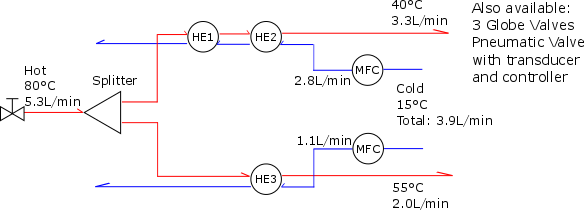 40°C
3.3L/min
Also available:
3 Globe Valves
Pneumatic Valve
with transducer
and controller
HE1
HE2
MFC
2.8L/min
Hot
80°C
5.3L/min
Splitter
Cold
15°C
Total: 3.9L/min
1.1L/min
MFC
HE3
55°C
2.0L/min